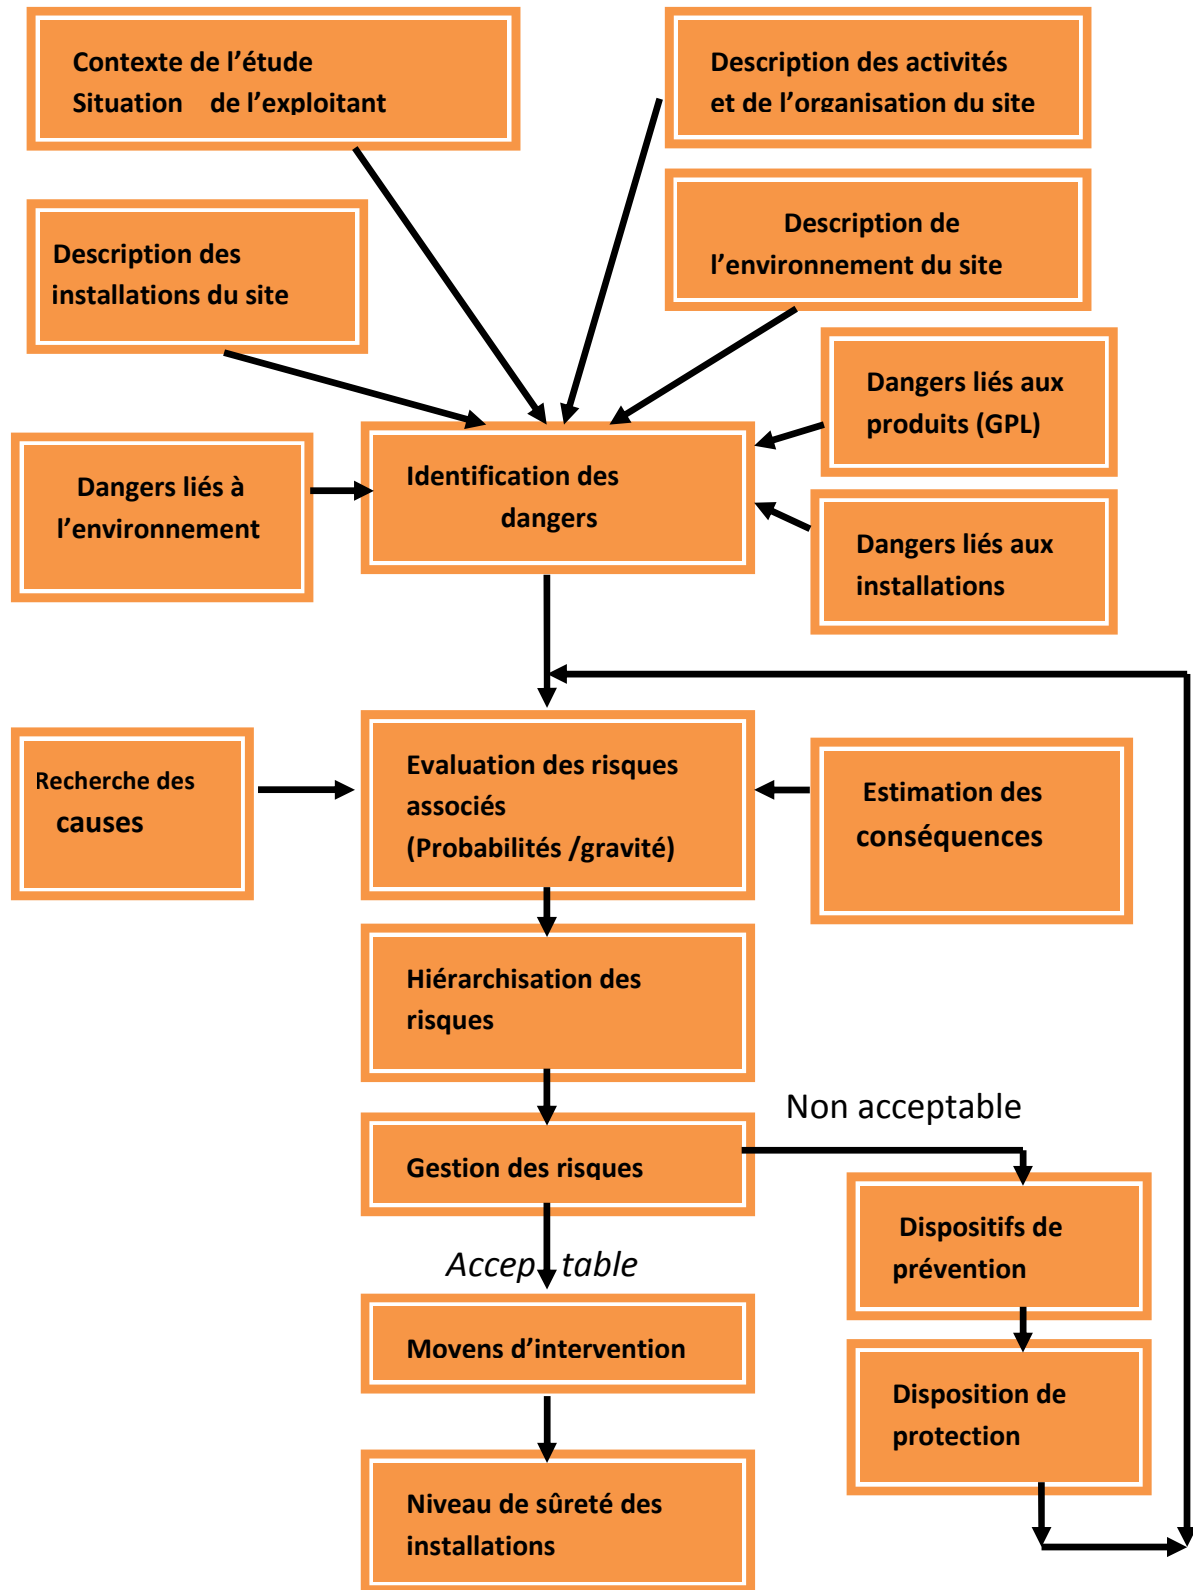 Contexte de l’étude
Situation de l’exploitant
Description des activités
et de l’organisation du site
Description de
l’environnement du site
Description des
installations du site
Dangers liés aux
produits (GPL)
Identification des
dangers
Dangers liés à
l’environnement
Dangers liés aux
installations
Recherche des
causes
Evaluation des risques
associés
(Probabilités /gravité)
Estimation des
conséquences
Hiérarchisation des
risques
Non acceptable
Gestion des risques
Dispositifs de
prévention
Accep table
Moyens d’intervention
Disposition de
protection
Niveau de sûreté des
installations